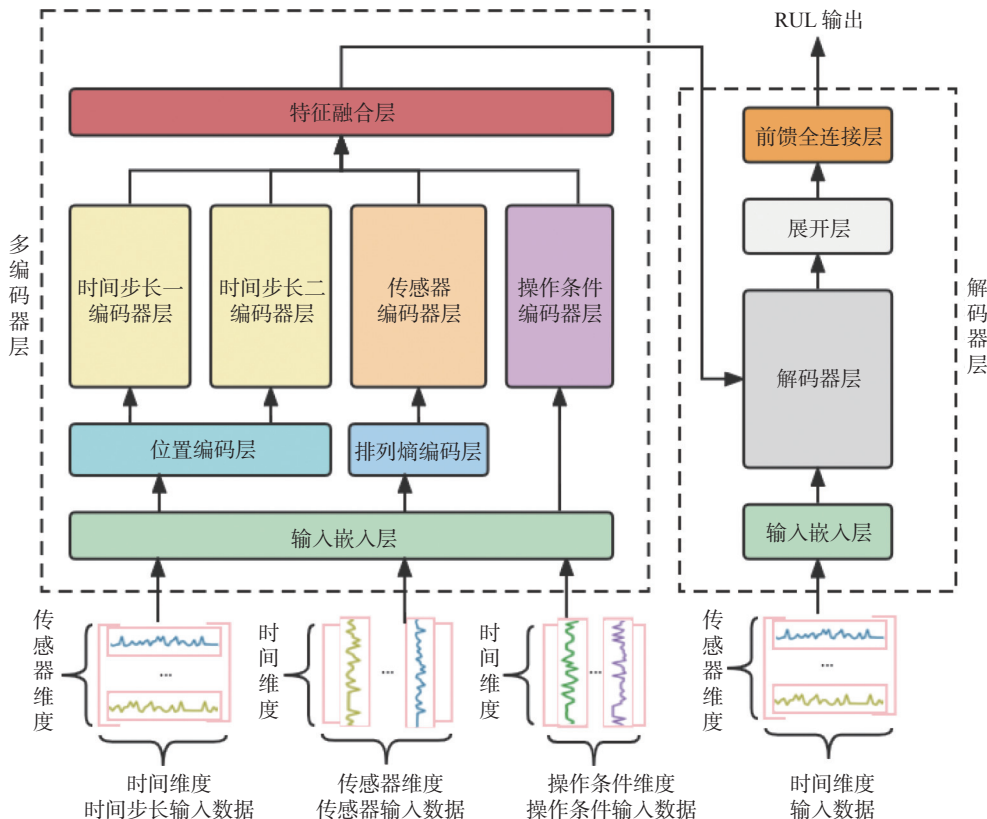 RUL 输出
特征融合层
前馈全连接层
展开层
多编码器层
时间步长一
编码器层
时间步长二
编码器层
传感器
编码器层
操作条件
编码器层
解码器层
解码器层
位置编码层
排列熵编码层
输入嵌入层
输入嵌入层
传感器维度
...
时间维度
...
时间维度
...
传感器维度
...
时间维度
时间步长输入数据
传感器维度
传感器输入数据
操作条件维度
操作条件输入数据
时间维度
输入数据